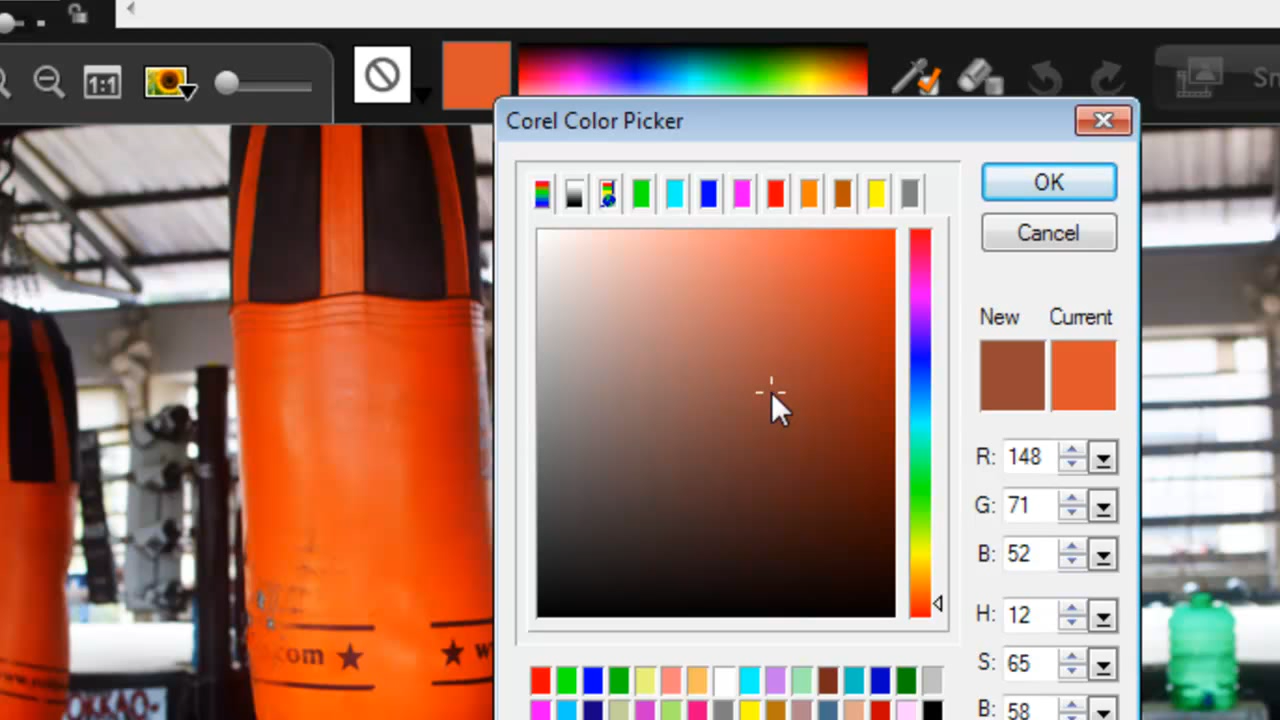 1:1
Sn
Corel Color Picker
OK
Cancel
New Current
R: 148
G: 71
B: 52
H: 12
S: 65
B: 58
.com ★ ★ w